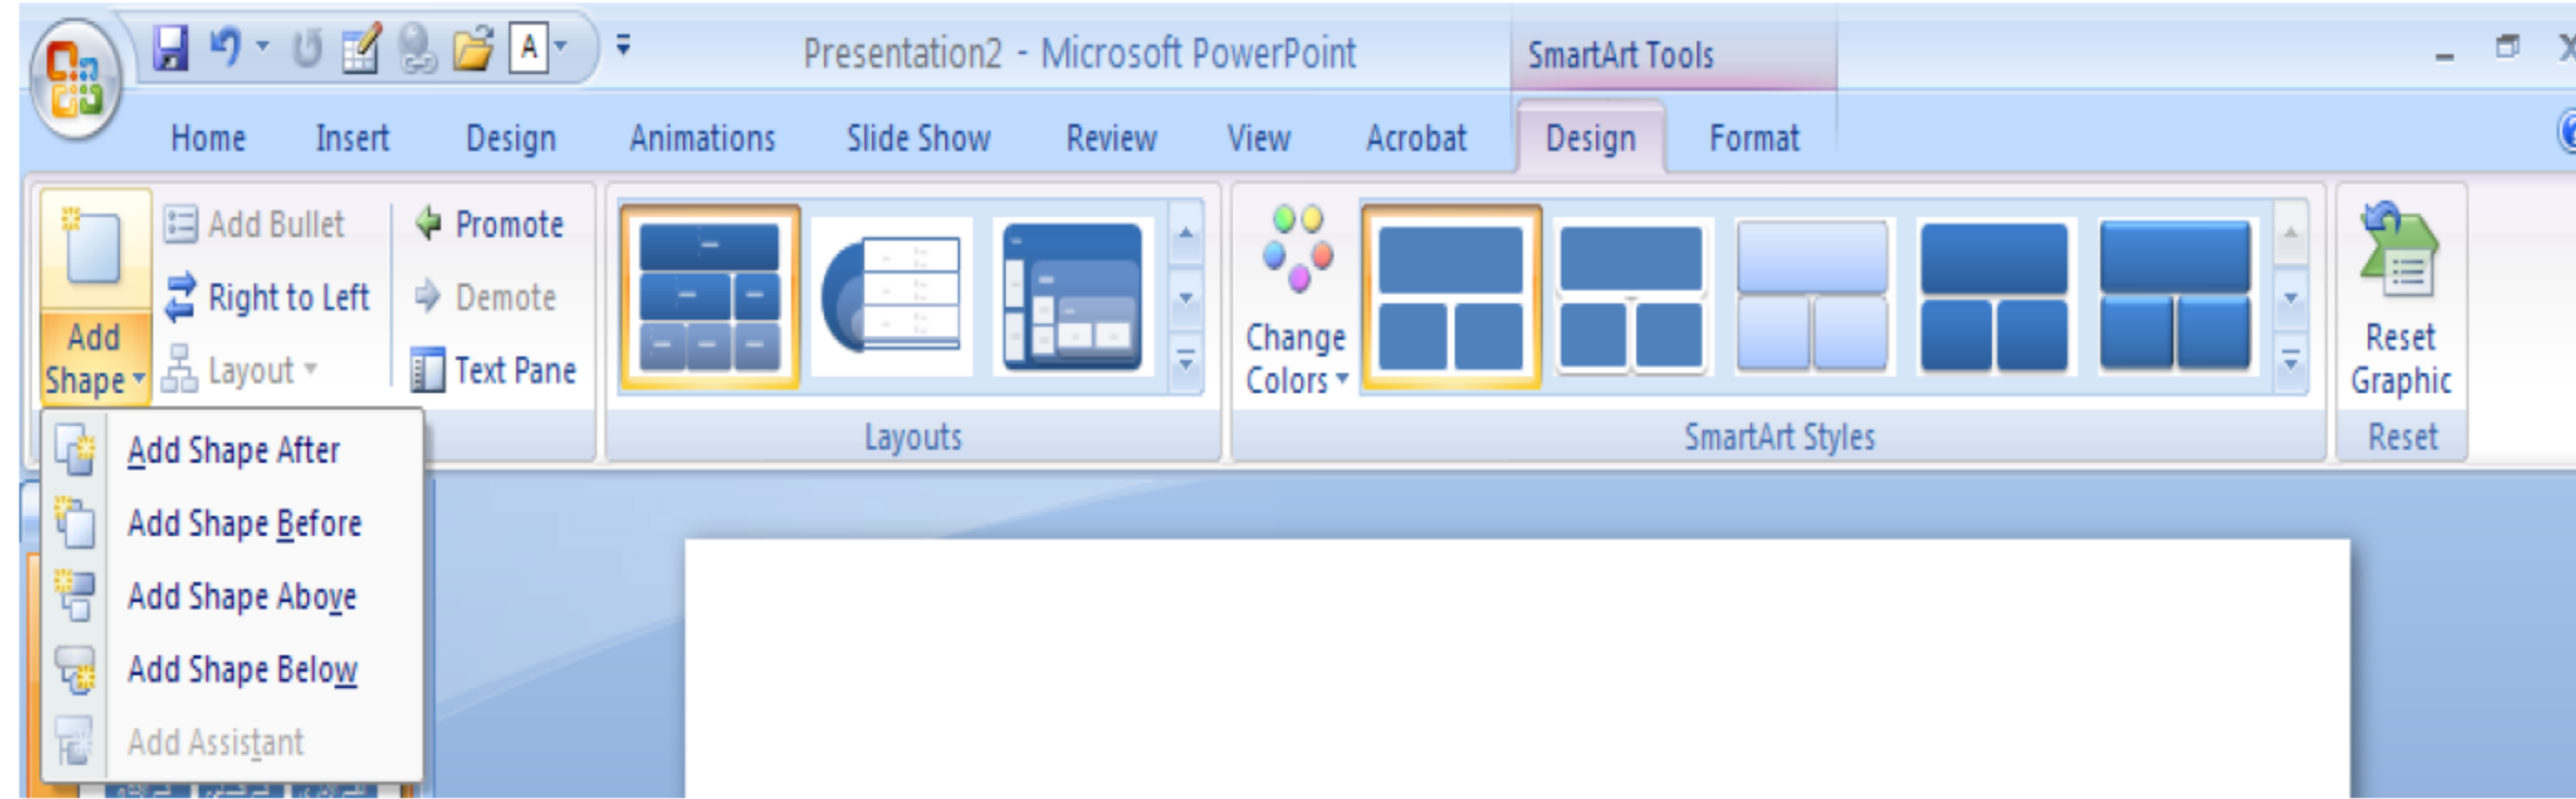 A
Presentation2 - Microsoft PowerPoint
SmartArt Tools
Home Insert Design Animations Slide Show Review View Acrobat Design Format
Add Shape
Add Bullet
Right to Left
Layout
Promote
Demote
Text Pane
Layouts
Change Colors
SmartArt Styles
Reset Graphic
Reset
Add Shape After
Add Shape Before
Add Shape Above
Add Shape Below
Add Assistant